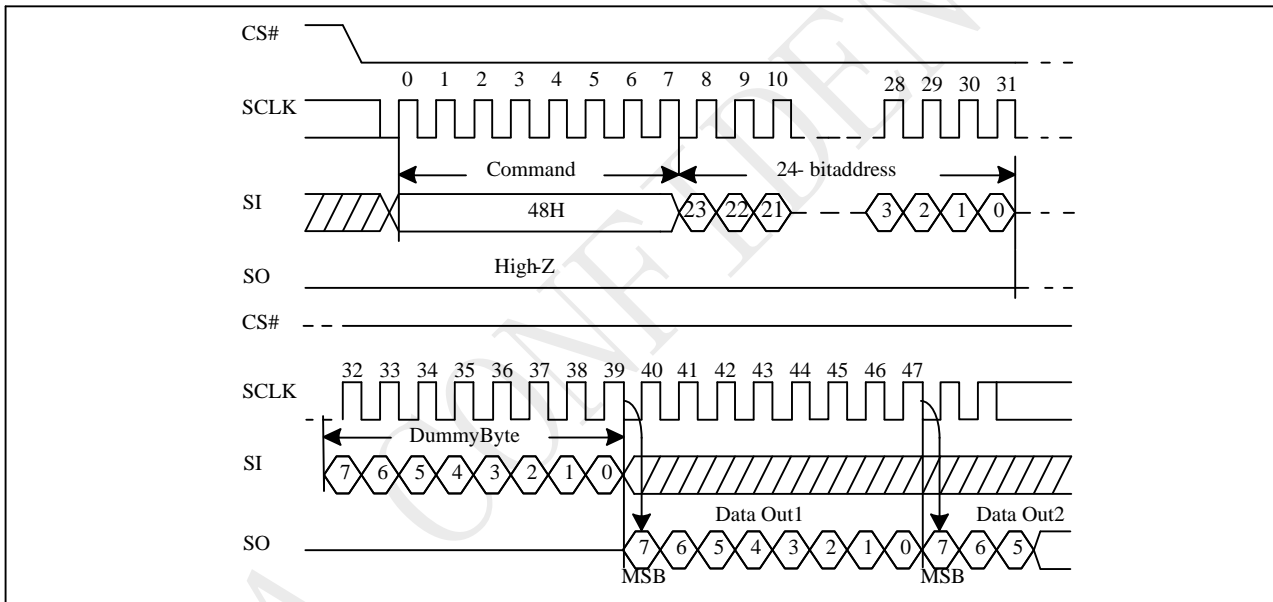 CS#
0 1 2 3 4 5 6 7 8 9 10 28 29 30 31
SCLK
Command 24- bitaddress
SI 48H 23 22 21 3 2 1 0
High-Z
SO
CS#
32 33 34 35 36 37 38 39 40 41 42 43 44 45 46 47
SCLK
DummyByte
SI 7 6 5 4 3 2 1 0
Data Out1 Data Out2
SO 7 6 5 4 3 2 1 0 7 6 5
MSB MSB